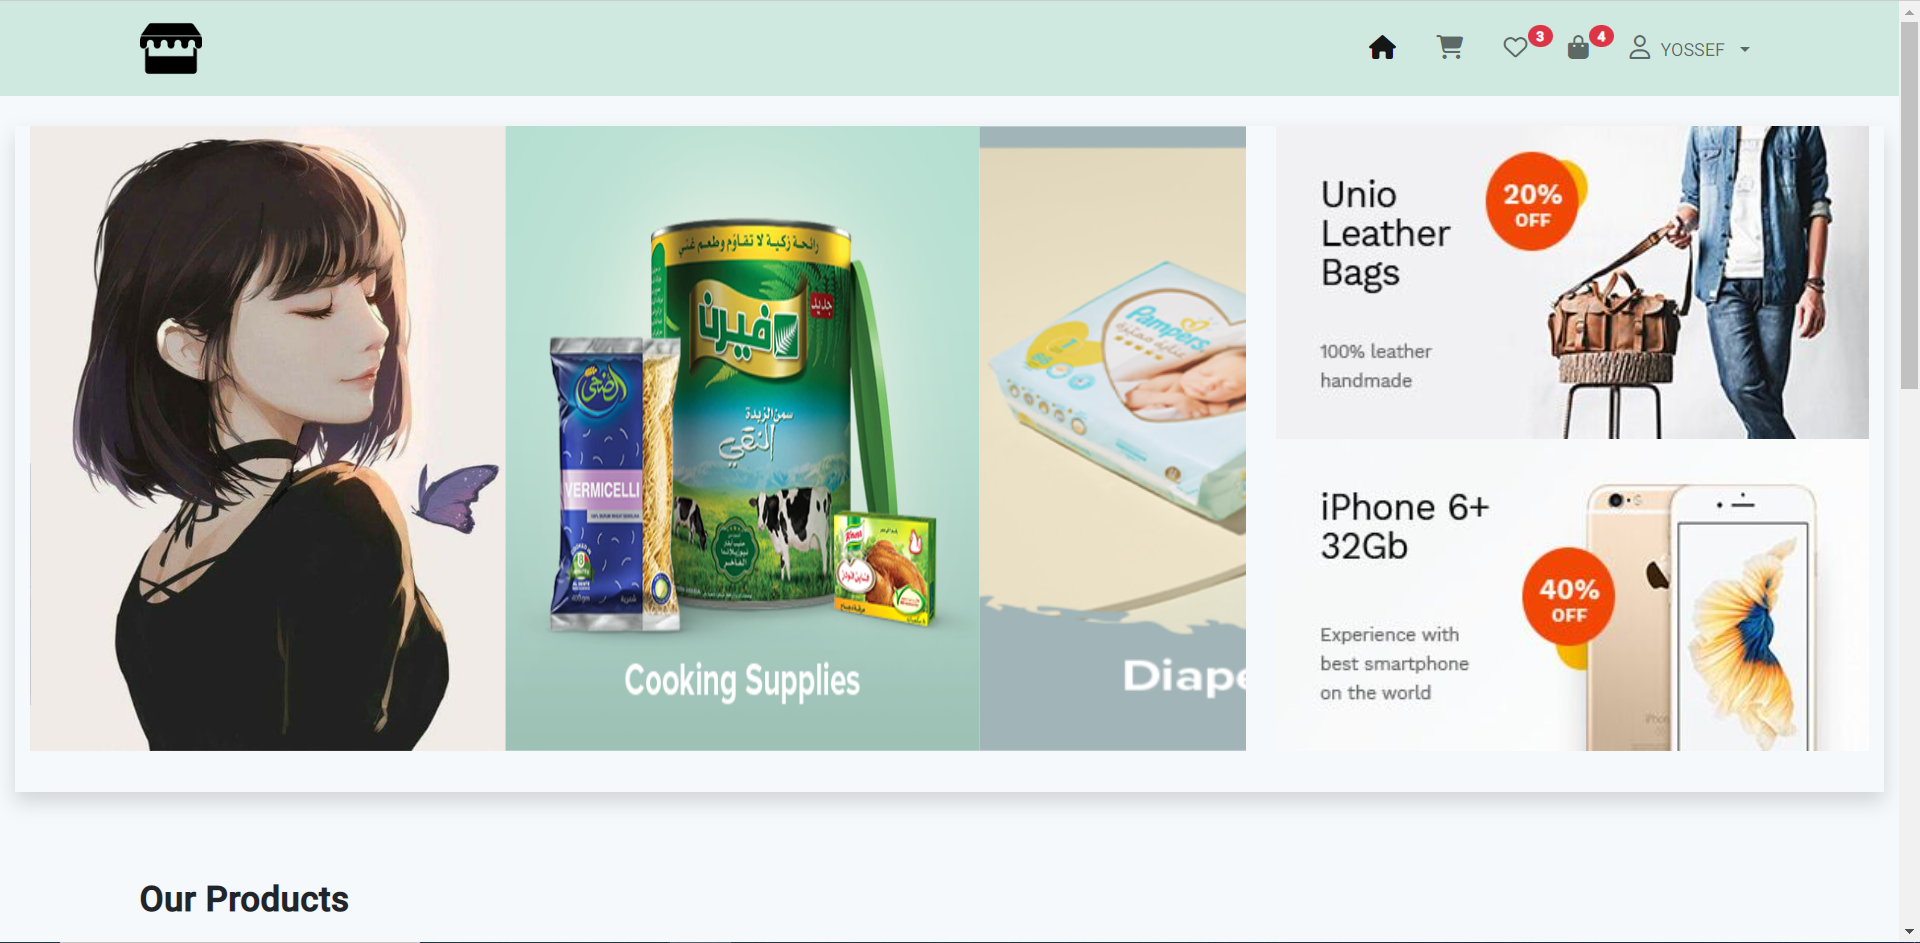 3
4
YOSSEF
رائحة زكية لا تقاوم وطعم غني
جديد
فيرن
سمن الزبدة
النقي
الضحى
VERMICELLI
Knorr
Cooking Supplies
Pampers
1
Diape
Unio
Leather
Bags
20%
OFF
100% leather
handmade
iPhone 6+
32Gb
40%
OFF
Experience with
best smartphone
on the world
Our Products